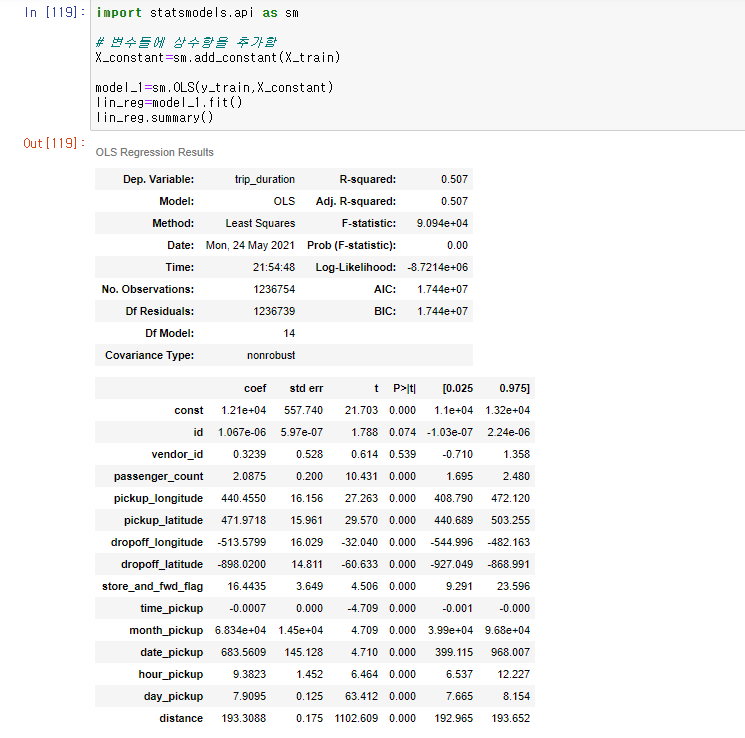 In [119]: import statsmodels.api as sm
# 변수들에 상수항을 추가함
X_constant=sm.add_constant(X_train)
model_1=sm.OLS(y_train,X_constant)
lin_reg=model_1.fit()
lin_reg.summary()
Out[119]:
OLS Regression Results
Dep. Variable: trip_duration R-squared: 0.507
Model: OLS Adj. R-squared: 0.507
Method: Least Squares F-statistic: 9.094e+04
Date: Mon, 24 May 2021 Prob (F-statistic): 0.00
Time: 21:54:48 Log-Likelihood: -8.7214e+06
No. Observations: 1236754 AIC: 1.744e+07
Df Residuals: 1236739 BIC: 1.744e+07
Df Model: 14
Covariance Type: nonrobust
coef std err t P>|t| [0.025 0.975]
const 1.21e+04 557.740 21.703 0.000 1.1e+04 1.32e+04
id 1.067e-06 5.97e-07 1.788 0.074 -1.03e-07 2.24e-06
vendor_id 0.3239 0.528 0.614 0.539 -0.710 1.358
passenger_count 2.0875 0.200 10.431 0.000 1.695 2.480
pickup_longitude 440.4550 16.156 27.263 0.000 408.790 472.120
pickup_latitude 471.9718 15.961 29.570 0.000 440.689 503.255
dropoff_longitude -513.5799 16.029 -32.040 0.000 -544.996 -482.163
dropoff_latitude -898.0200 14.811 -60.633 0.000 -927.049 -868.991
store_and_fwd_flag 16.4435 3.649 4.506 0.000 9.291 23.596
time_pickup -0.0007 0.000 -4.709 0.000 -0.001 -0.000
month_pickup 6.834e+04 1.45e+04 4.709 0.000 3.99e+04 9.68e+04
date_pickup 683.5609 145.128 4.710 0.000 399.115 968.007
hour_pickup 9.3823 1.452 6.464 0.000 6.537 12.227
day_pickup 7.9095 0.125 63.412 0.000 7.665 8.154
distance 193.3088 0.175 1102.609 0.000 192.965 193.652